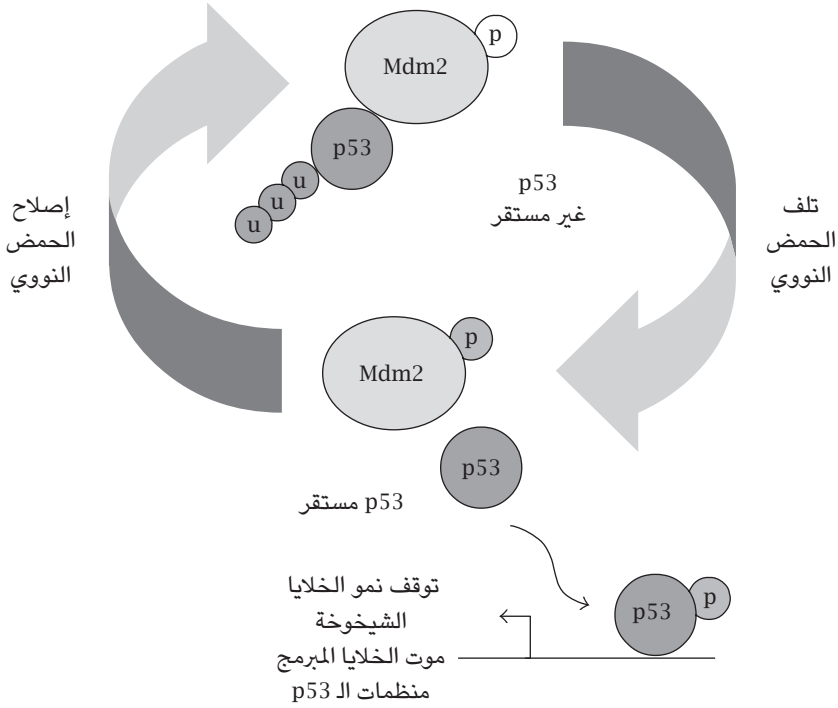 p
Mdm2
p53
u
u
u
p53
غير مستقر
تلف
الحمض
النووي
إصلاح
الحمض
النووي
p
Mdm2
p53
p53 مستقر
توقف نمو الخلايا
الشيخوخة
موت الخلايا المبرمج
منظمات الـ p53
p53
p